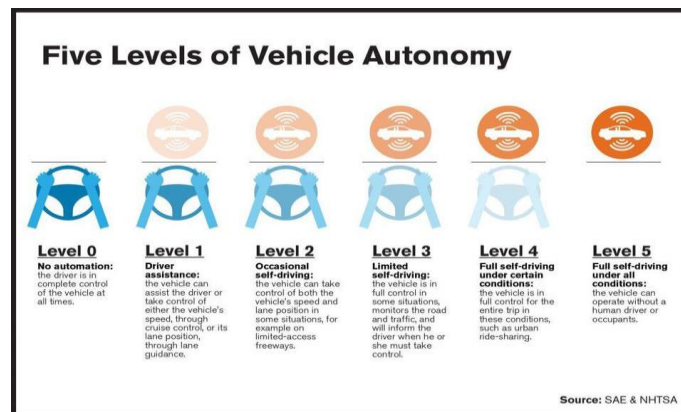 Five Levels of Vehicle Autonomy
Level 0
No automation:
the driver is in
complete control
of the vehicle at
all times.
Level 1
Driver
assistance:
the vehicle can
assist the driver or
take control of
either the vehicle's
speed, through
cruise control, or its
lane position,
through lane
guidance.
Level 2
Occasional
self-driving:
the vehicle can take
control of both the
vehicle's speed and
lane position in
some situations, for
example on
limited-access
freeways.
Level 3
Limited
self-driving:
the vehicle is in
full control in
some situations,
monitors the road
and traffic, and
will inform the
driver when he or
she must take
control.
Level 4
Full self-driving
under certain
conditions:
the vehicle is in
full control for the
entire trip in
these conditions,
such as urban
ride-sharing.
Level 5
Full self-driving
under all
conditions:
the vehicle can
operate without a
human driver or
occupants.
Source: SAE & NHTSA